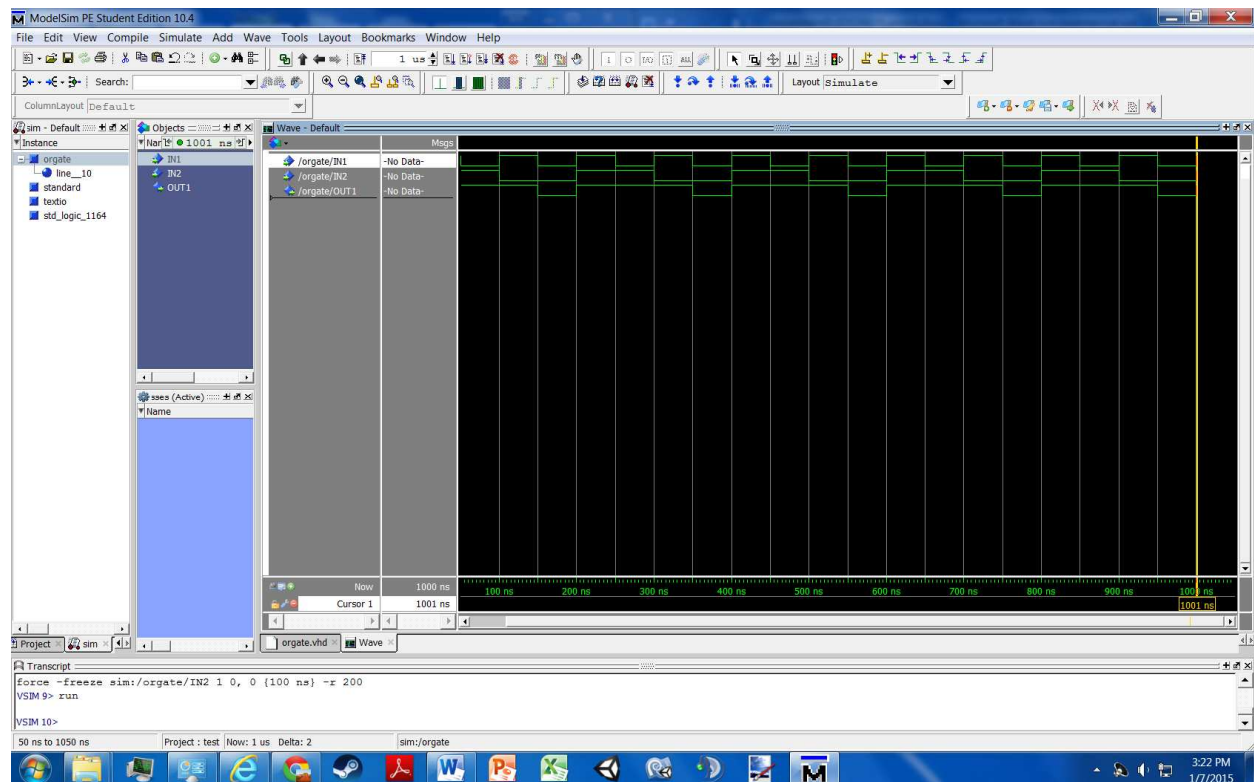 ModelSim PE Student Edition 10.4
File Edit View Compile Simulate Add Wave Tools Layout Bookmarks Window Help
1 us
Search:
Layout Simulate
ColumnLayout Default
sim - Default
Instance
orgate
line__10
standard
textio
std_logic_1164
Objects
1001 ns
IN1
IN2
OUT1
sses (Active)
Name
Wave - Default
Msgs
/orgate/IN1 -No Data-
/orgate/IN2 -No Data-
/orgate/OUT1 -No Data-
Now 1000 ns
100 ns 200 ns 300 ns 400 ns 500 ns 600 ns 700 ns 800 ns 900 ns
Cursor 1 1001 ns
1001 ns
Project sim
orgate.vhd Wave
Transcript
force -freeze sim:/orgate/IN2 1 0, 0 {100 ns} -r 200
VSIM 9> run
VSIM 10>
50 ns to 1050 ns Project : test Now: 1 us Delta: 2 sim:/orgate
3:22 PM
1/7/2015